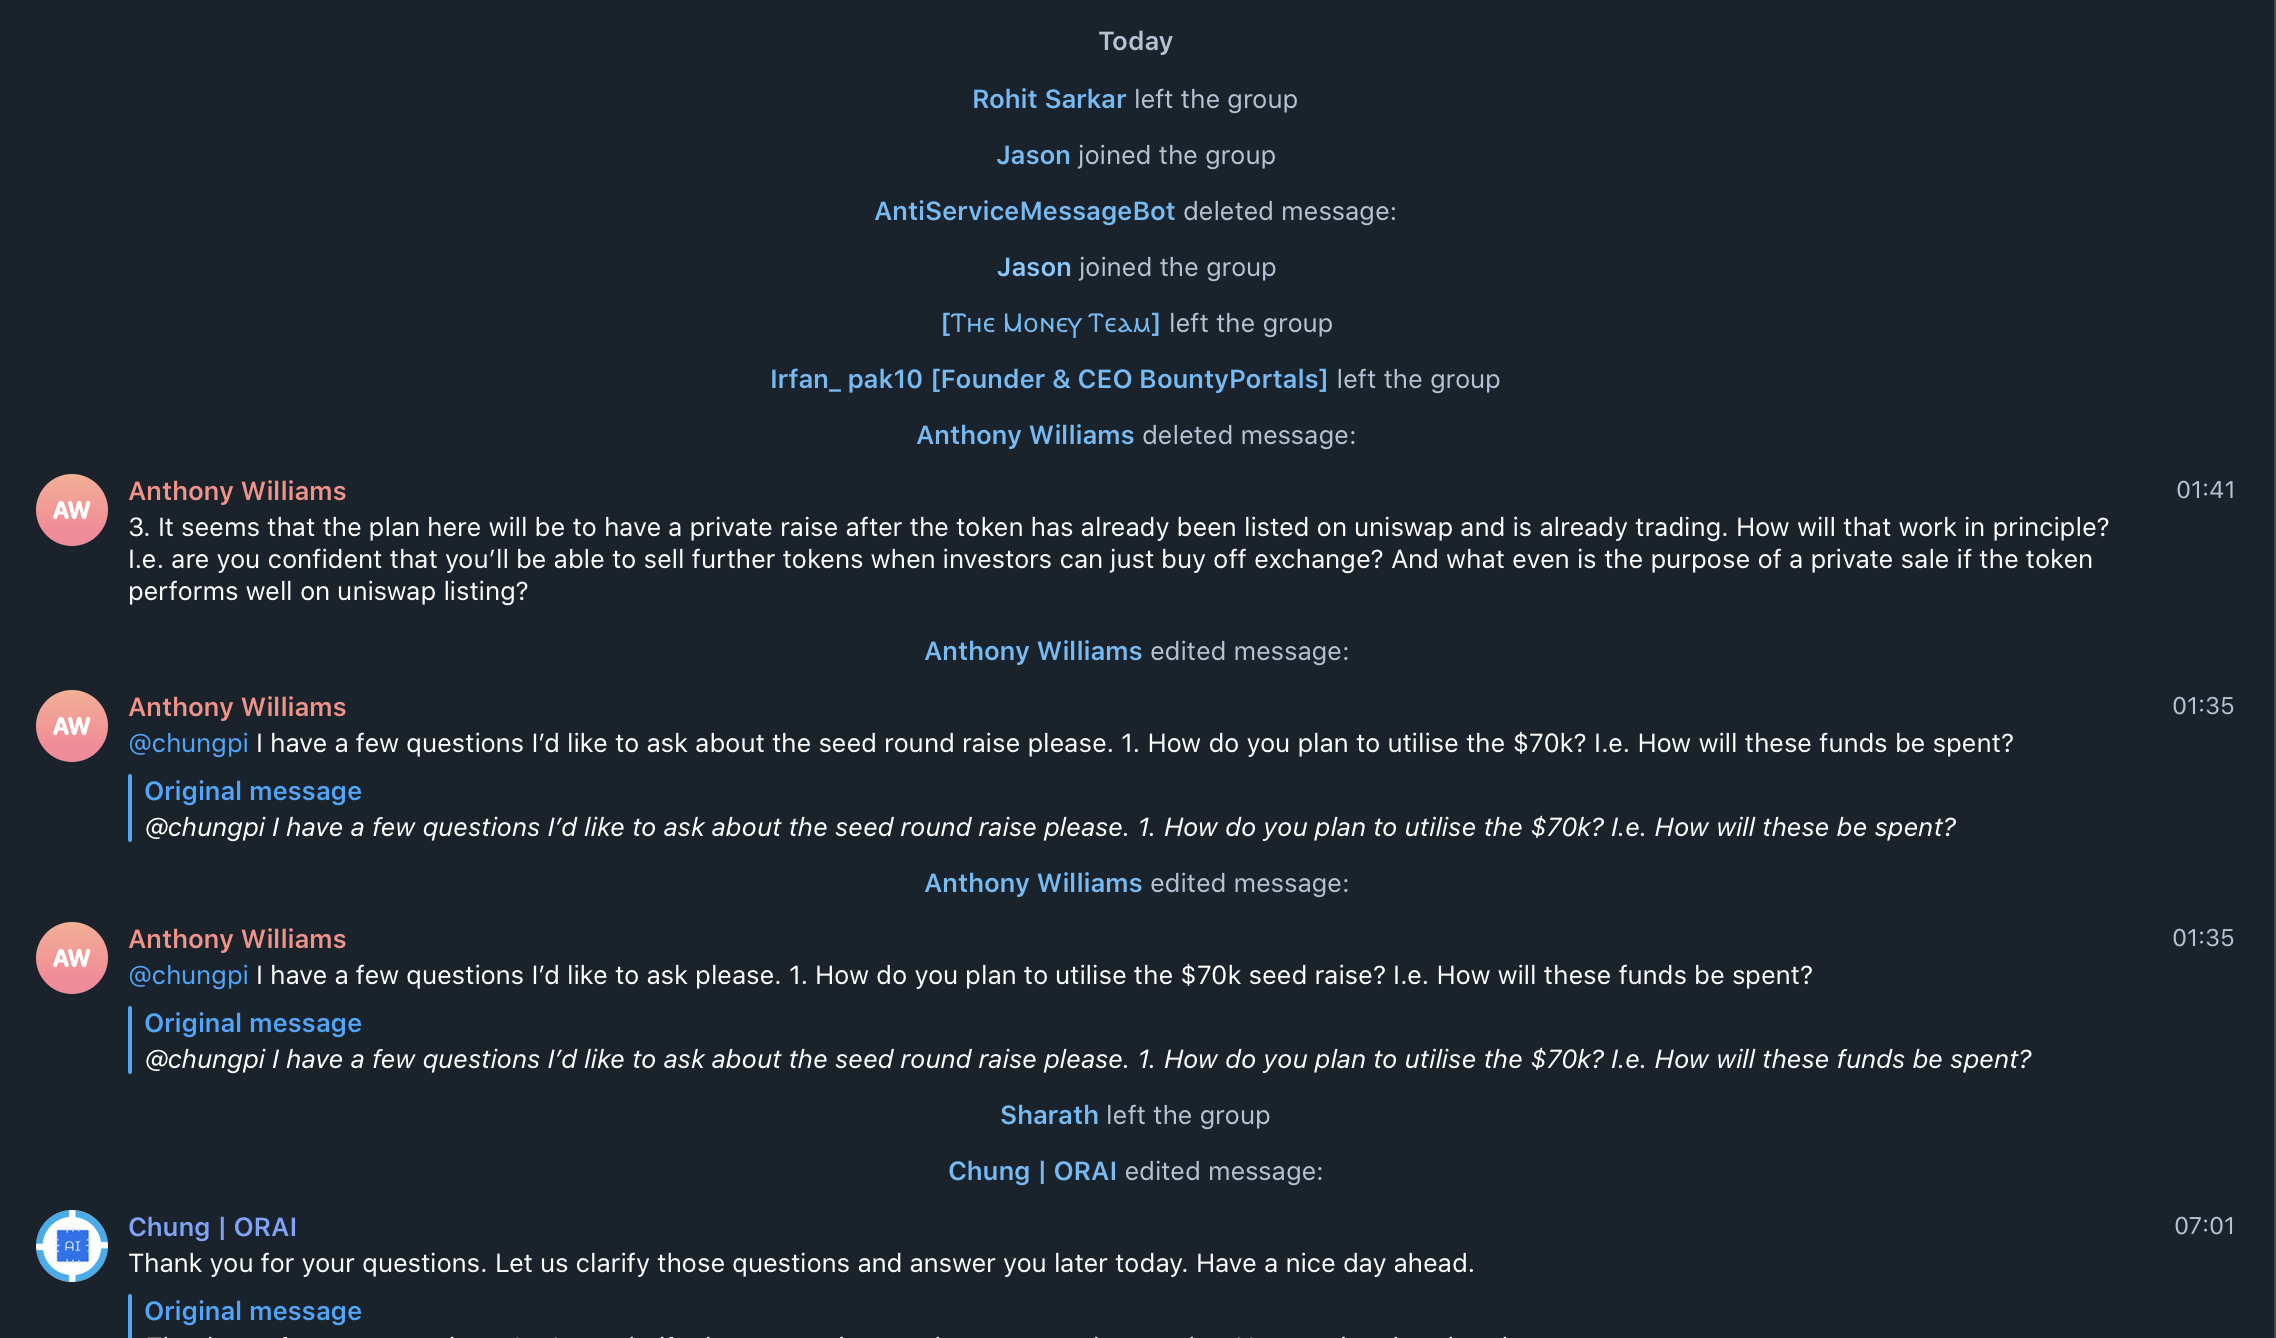 Today
Rohit Sarkar left the group
Jason joined the group
AntiServiceMessageBot deleted message:
Jason joined the group
left the group
Irfan_ pak10 [Founder & CEO BountyPortals] left the group
Anthony Williams deleted message:
AW
Anthony Williams
01:41
3. It seems that the plan here will be to have a private raise after the token has already been listed on uniswap and is already trading. How will that work in principle?
I.e. are you confident that you’ll be able to sell further tokens when investors can just buy off exchange? And what even is the purpose of a private sale if the token
performs well on uniswap listing?
Anthony Williams edited message:
AW
Anthony Williams
01:35
@chungpi I have a few questions I’d like to ask about the seed round raise please. 1. How do you plan to utilise the $70k? I.e. How will these funds be spent?
Original message
@chungpi I have a few questions I’d like to ask about the seed round raise please. 1. How do you plan to utilise the $70k? I.e. How will these be spent?
Anthony Williams edited message:
AW
Anthony Williams
01:35
@chungpi I have a few questions I’d like to ask please. 1. How do you plan to utilise the $70k seed raise? I.e. How will these funds be spent?
Original message
@chungpi I have a few questions I’d like to ask about the seed round raise please. 1. How do you plan to utilise the $70k? I.e. How will these funds be spent?
Sharath left the group
Chung | ORAI edited message:
AI
Chung | ORAI
07:01
Thank you for your questions. Let us clarify those questions and answer you later today. Have a nice day ahead.
Original message